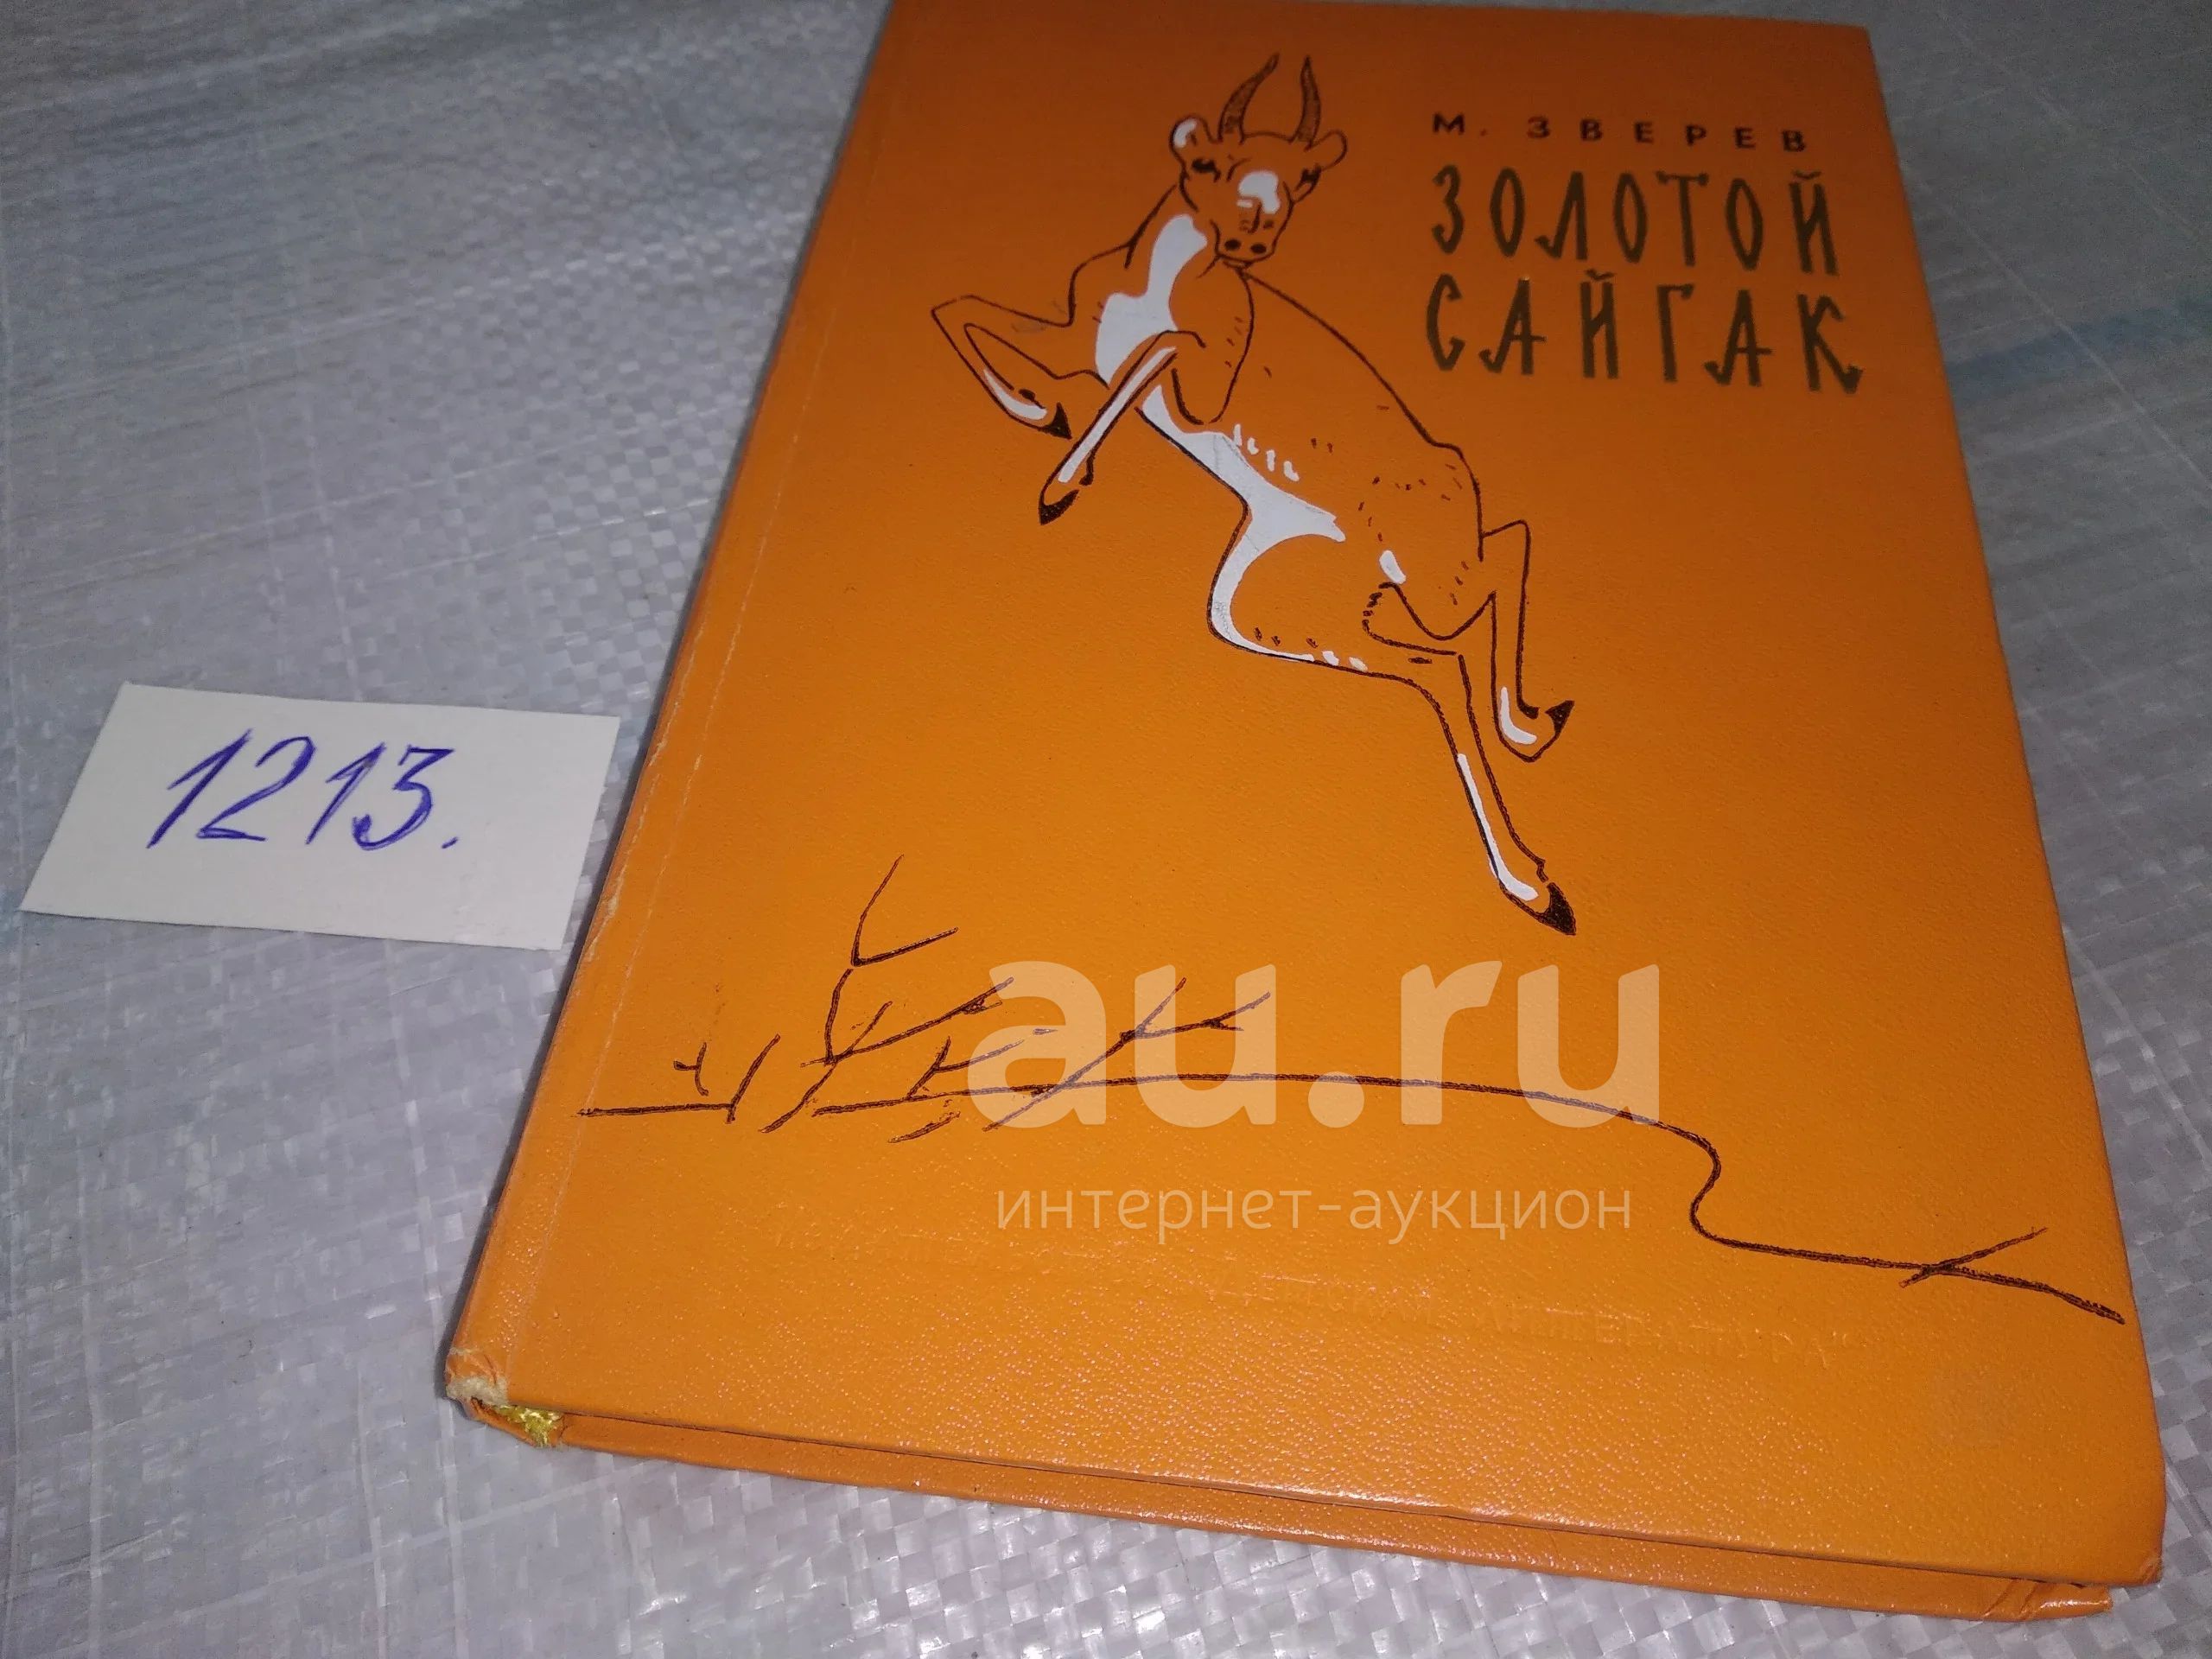 М. ЗВЕРЕВ
ЗОЛОТОЙ
САЙГАК
1213.
au.ru
интернет-аукцион